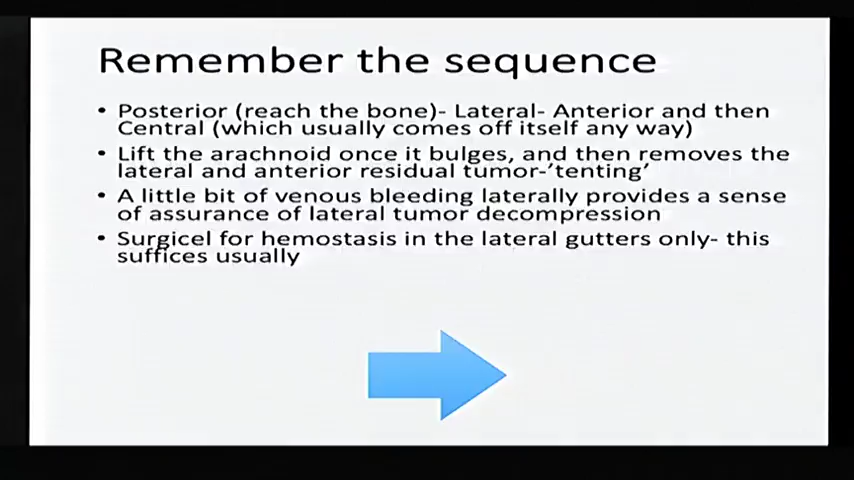 Remember the sequence
• Posterior (reach the bone)- Lateral- Anterior and then
Central (which usually comes off itself any way)
• Lift the arachnoid once it bulges, and then removes the
lateral and anterior residual tumor-’tenting’
• A little bit of venous bleeding laterally provides a sense
of assurance of lateral tumor decompression
• Surgicel for hemostasis in the lateral gutters only- this
suffices usually